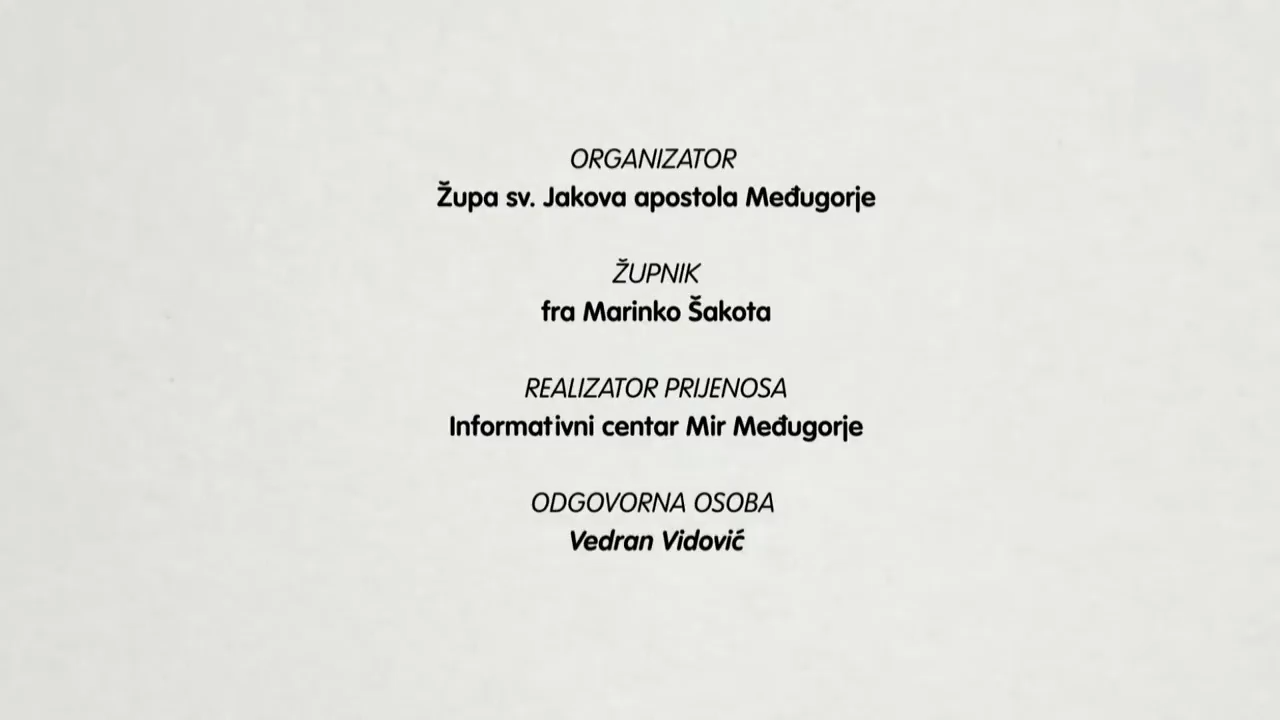 ORGANIZATOR
Župa sv. Jakova apostola Međugorje
ŽUPNIK
fra Marinko Šakota
REALIZATOR PRIJENOSA
Informativni centar Mir Međugorje
ODGOVORNA OSOBA
Vedran Vidović